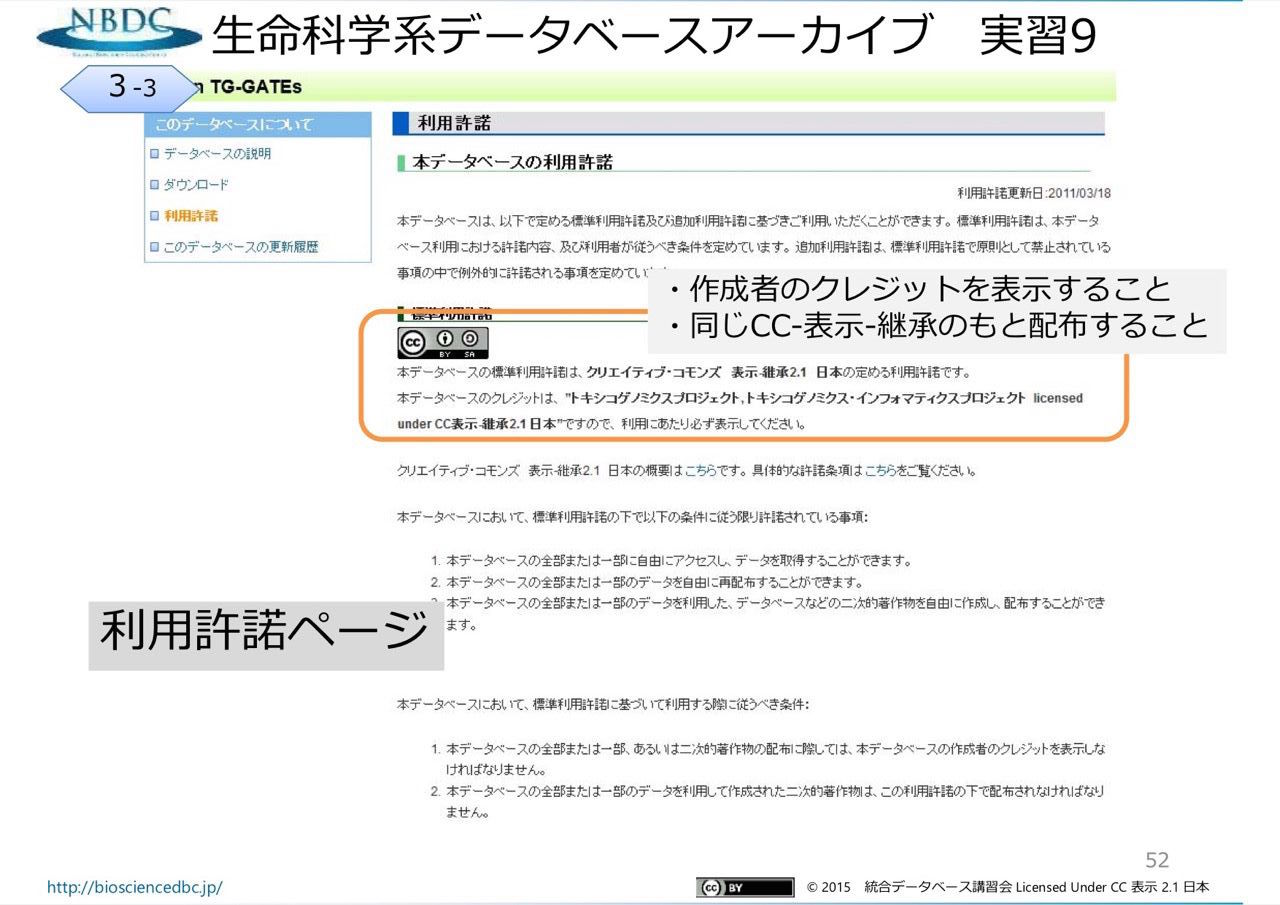 NBDC
生命科学系データベースアーカイブ 実習9
3-3
n TG-GATEs
このデータベースについて
データベースの説明
ダウンロード
利用許諾
このデータベースの更新履歴
利用許諾
本データベースの利用許諾
利用許諾更新日:2011/03/18
本データベースは、以下で定める標準利用許諾及び追加利用許諾に基づきご利用いただくことができます。標準利用許諾は、本データ
ベース利用における許諾内容、及び利用者が従うべき条件を定めています。追加利用許諾は、標準利用許諾で原則として禁止されている
事項の中で例外的に許諾される事項を定めてい
・作成者のクレジットを表示すること
・同じCC-表示-継承のもと配布すること
標準利用許諾
cc BY SA
本データベースの標準利用許諾は、クリエイティブ・コモンズ 表示-継承2.1 日本の定める利用許諾です。
本データベースのクレジットは、"トキシコゲノミクスプロジェクト,トキシコゲノミクス・インフォマティクスプロジェクト licensed
under CC表示-継承2.1 日本"ですので、利用にあたり必ず表示してください。
クリエイティブ・コモンズ 表示-継承2.1 日本の概要はこちらです。具体的な許諾条項はこちらをご覧ください。
本データベースにおいて、標準利用許諾の下で以下の条件に従う限り許諾されている事項:
1. 本データベースの全部または一部に自由にアクセスし、データを取得することができます。
2. 本データベースの全部または一部のデータを自由に再配布することができます。
本データベースの全部または一部のデータを利用した、データベースなどの二次的著作物を自由に作成し、配布することができ
ます。
利用許諾ページ
本データベースにおいて、標準利用許諾に基づいて利用する際に従うべき条件:
1. 本データベースの全部または一部、あるいは二次的著作物の配布に際しては、本データベースの作成者のクレジットを表示しな
ければなりません。
2. 本データベースの全部または一部のデータを利用して作成された二次的著作物は、この利用許諾の下で配布されなければなり
ません。
52
http://biosciencedbc.jp/
cc BY
© 2015 統合データベース講習会 Licensed Under CC 表示 2.1 日本